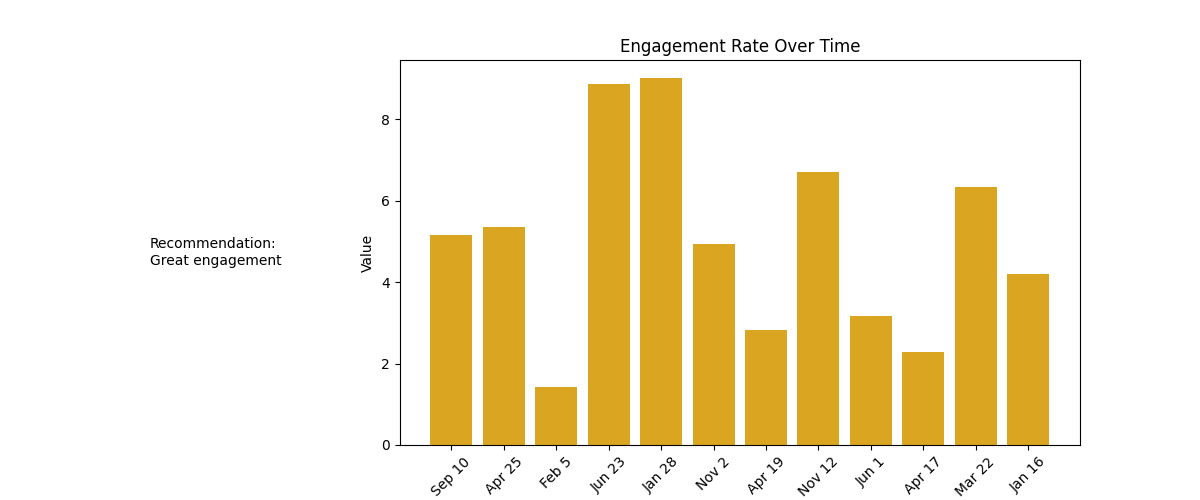 Engagement Rate Over Time
Recommendation:
Great engagement
Value
8
6
4
2
0
Sep 10
Apr 25
Feb 5
Jun 23
Jan 28
Nov 2
Apr 19
Nov 12
Jun 1
Apr 17
Mar 22
Jan 16